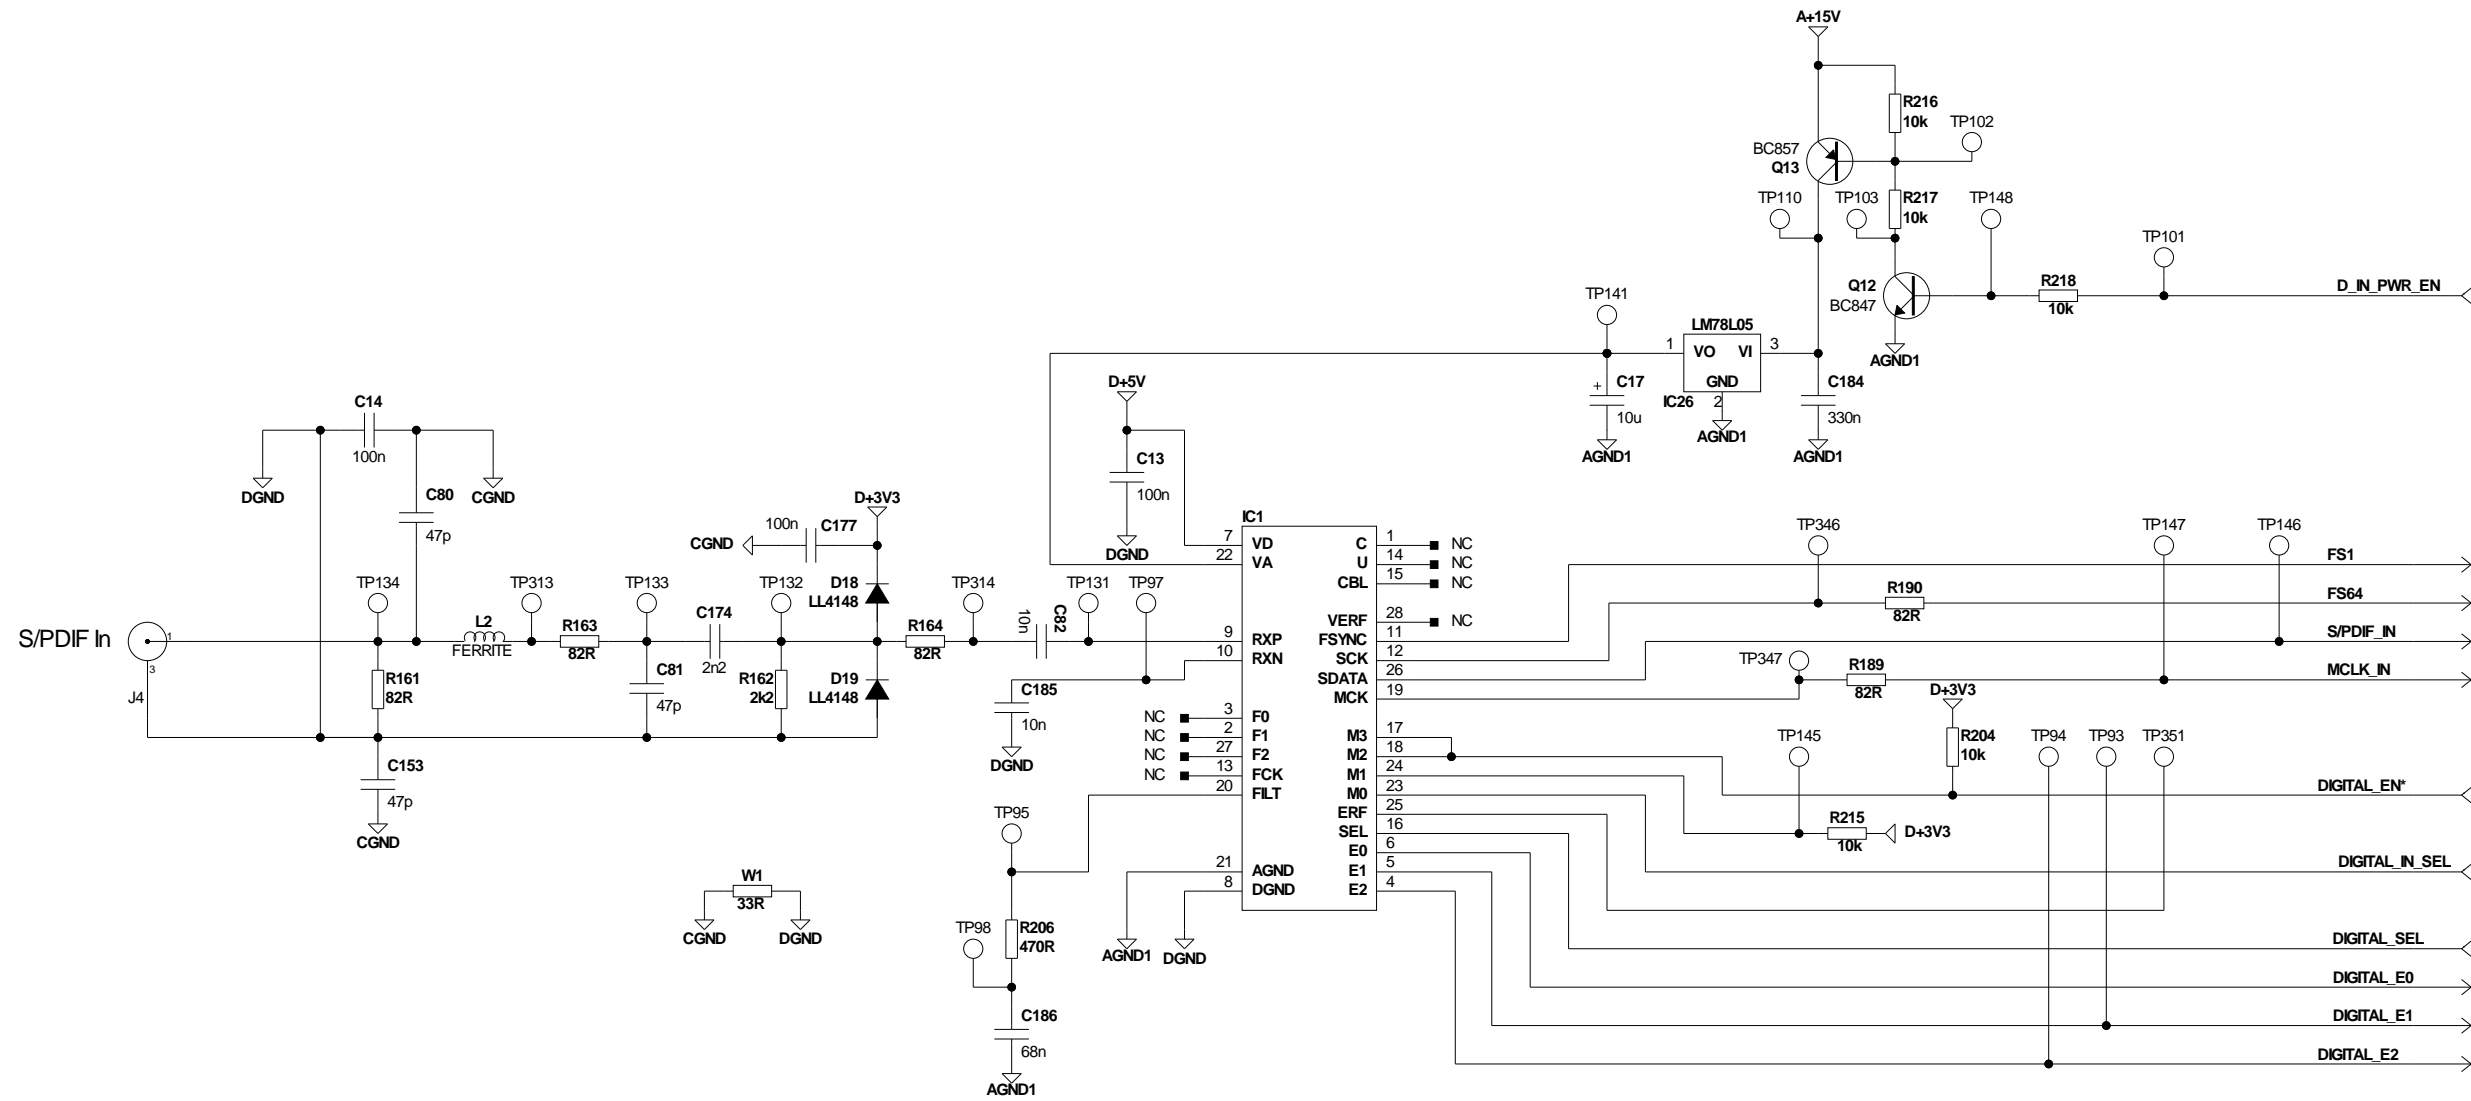 A+15V
R216
10k
TP102
BC857
Q13
TP110
TP103
R217
10k
TP148
TP101
Q12
BC847
R218
10k
D_IN_PWR_EN
AGND1
TP141
LM78L05
1
VO
VI
3
GND
IC26
2
AGND1
C17
+
10u
AGND1
C184
330n
AGND1
D+5V
C13
100n
DGND
C14
100n
DGND
CGND
C80
47p
D+3V3
100n
C177
CGND
TP134
TP313
TP133
TP132
D18
LL4148
TP314
TP131
TP97
S/PDIF In
1
3
J4
L2
FERRITE
R163
82R
C174
2n2
R164
82R
10n
C82
R161
82R
C81
47p
R162
2k2
D19
LL4148
C185
10n
DGND
C153
47p
CGND
W1
33R
CGND
DGND
TP95
TP98
R206
470R
C186
68n
AGND1
AGND1
DGND
IC1
7
VD
22
VA
9
RXP
10
RXN
NC
3
F0
NC
2
F1
NC
27
F2
NC
13
FCK
20
FILT
21
AGND
8
DGND
C
1
NC
U
14
NC
CBL
15
NC
VERF
28
NC
FSYNC
11
SCK
12
SDATA
26
MCK
19
M3
17
M2
18
M1
24
M0
23
ERF
25
SEL
16
E0
6
E1
5
E2
4
TP346
TP147
TP146
FS1
R190
82R
FS64
S/PDIF_IN
TP347
R189
82R
MCLK_IN
D+3V3
R204
10k
TP145
TP94
TP93
TP351
DIGITAL_EN*
R215
10k
D+3V3
DIGITAL_IN_SEL
DIGITAL_SEL
DIGITAL_E0
DIGITAL_E1
DIGITAL_E2